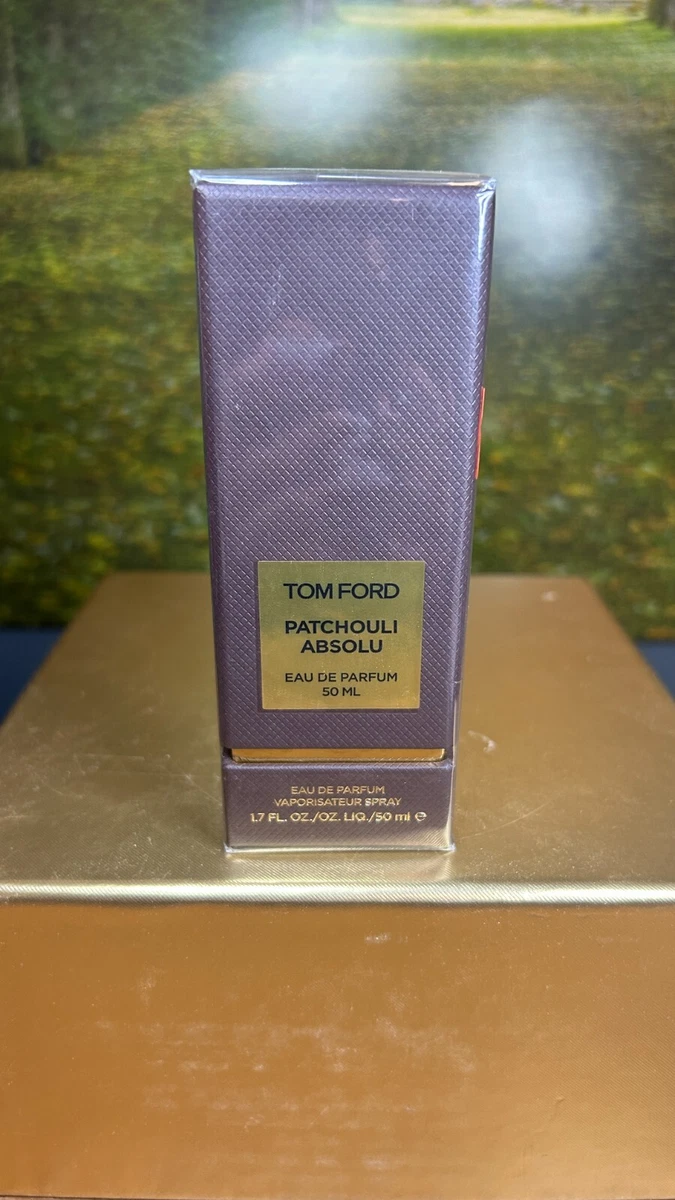 TOM FORD
PATCHOULI
ABSOLU
EAU DE PARFUM
50 ML
EAU DE PARFUM
VAPORISATEUR SPRAY
1.7 FL. OZ./OZ. LIQ./50 ml ℮